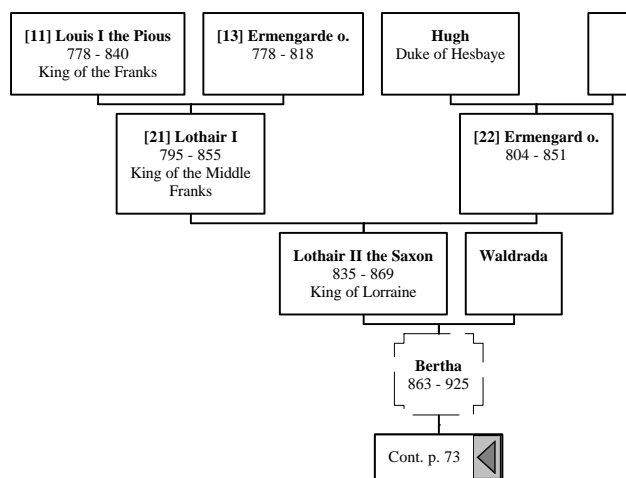 [11] Louis I the Pious
778 - 840
King of the Franks
[13] Ermengarde o.
778 - 818
Hugh
Duke of Hesbaye
[21] Lothair I
795 - 855
King of the Middle
Franks
[22] Ermengard o.
804 - 851
Lothair II the Saxon
835 - 869
King of Lorraine
Waldrada
Bertha
863 - 925
Cont. p. 73